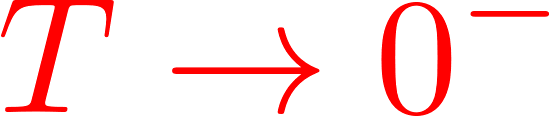 T → 0⁻